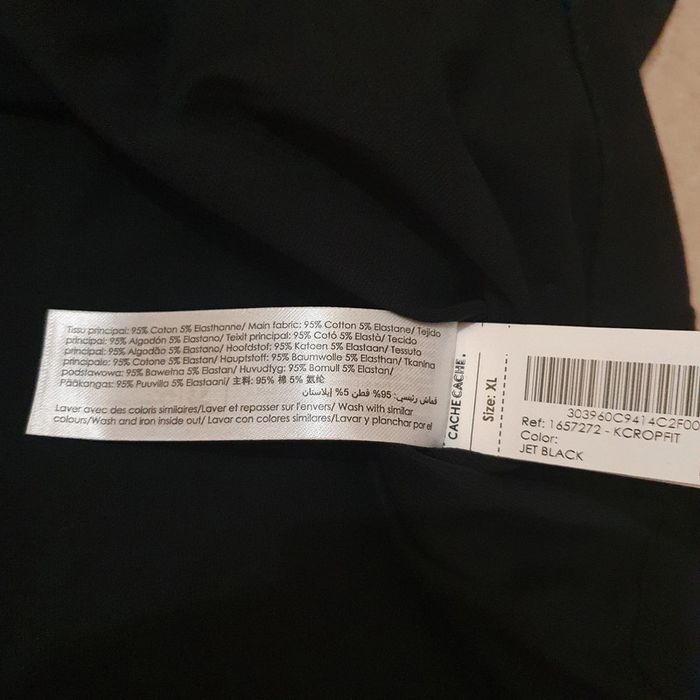 Tissu principal: 95% Coton 5% Elasthanne/ Main fabric: 95% Cotton 5% Elastane/ Tejido
principal: 95% Algodón 5% Elastano/ Teixit principal: 95% Cotó 5% Elastà/ Tecido
principal: 95% Algodão 5% Elastano/ Hoofdstof: 95% Katoen 5% Elastaan/ Tessuto
principale: 95% Cotone 5% Elastan/ Hauptstoff: 95% Baumwolle 5% Elasthan/ Tkanina
podstawowa: 95% Bawełna 5% Elastan/ Huvudtyg: 95% Bomull 5% Elastan/
Pääkangas: 95% Puuvilla 5% Elastaani/ 主料: 95% 棉 5% 氨纶
قماش رئيسي: 95% قطن 5% إيلاستان
Laver avec des coloris similaires/Laver et repasser sur l'envers/ Wash with similar
colours/Wash and iron inside out/ Lavar con colores similares/Lavar y planchar por el
CACHECACHE.
Size: XL
303960C9414C2F00
Ref: 1657272 - KCROPFIT
Color:
JET BLACK